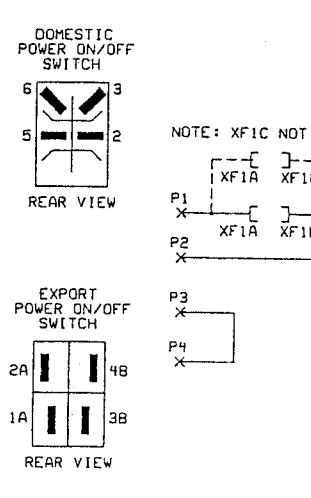 DOMESTIC
POWER ON/OFF
SWITCH
6 3
5 2
REAR VIEW
NOTE: XF1C NOT
XF1A
P1
XF1A
P2
P3
P4
EXPORT
POWER ON/OFF
SWITCH
2A 4B
1A 3B
REAR VIEW